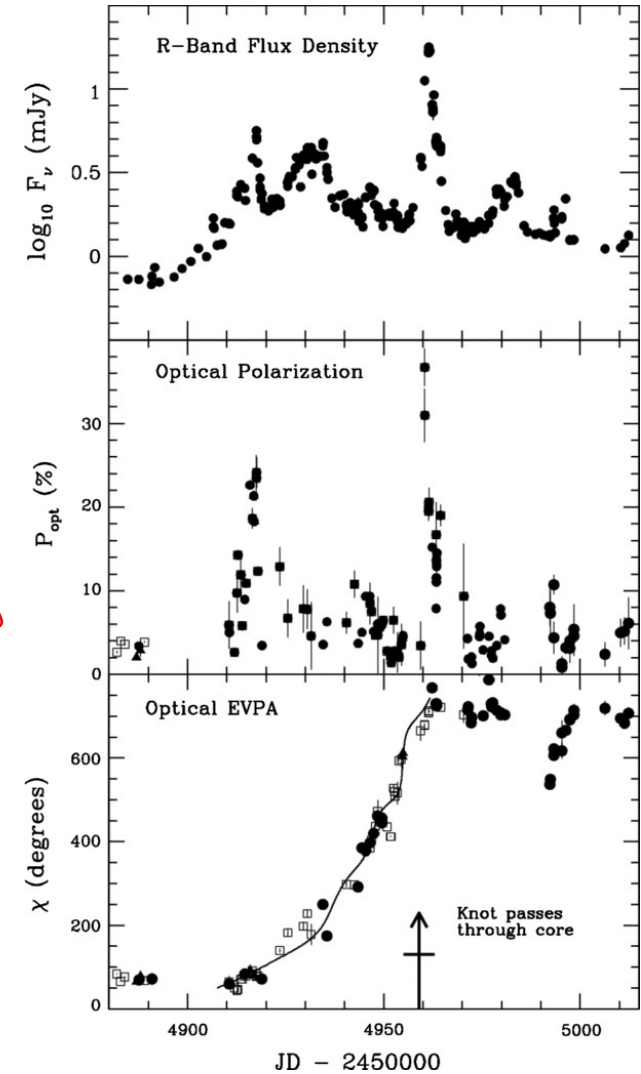 R-Band Flux Density
log₁₀ Fᵥ (mJy)
1
0.5
0
Optical Polarization
Pₒₚₜ (%)
30
20
10
0
Optical EVPA
χ (degrees)
600
400
200
0
Knot passes
through core
4900
4950
5000
JD − 2450000